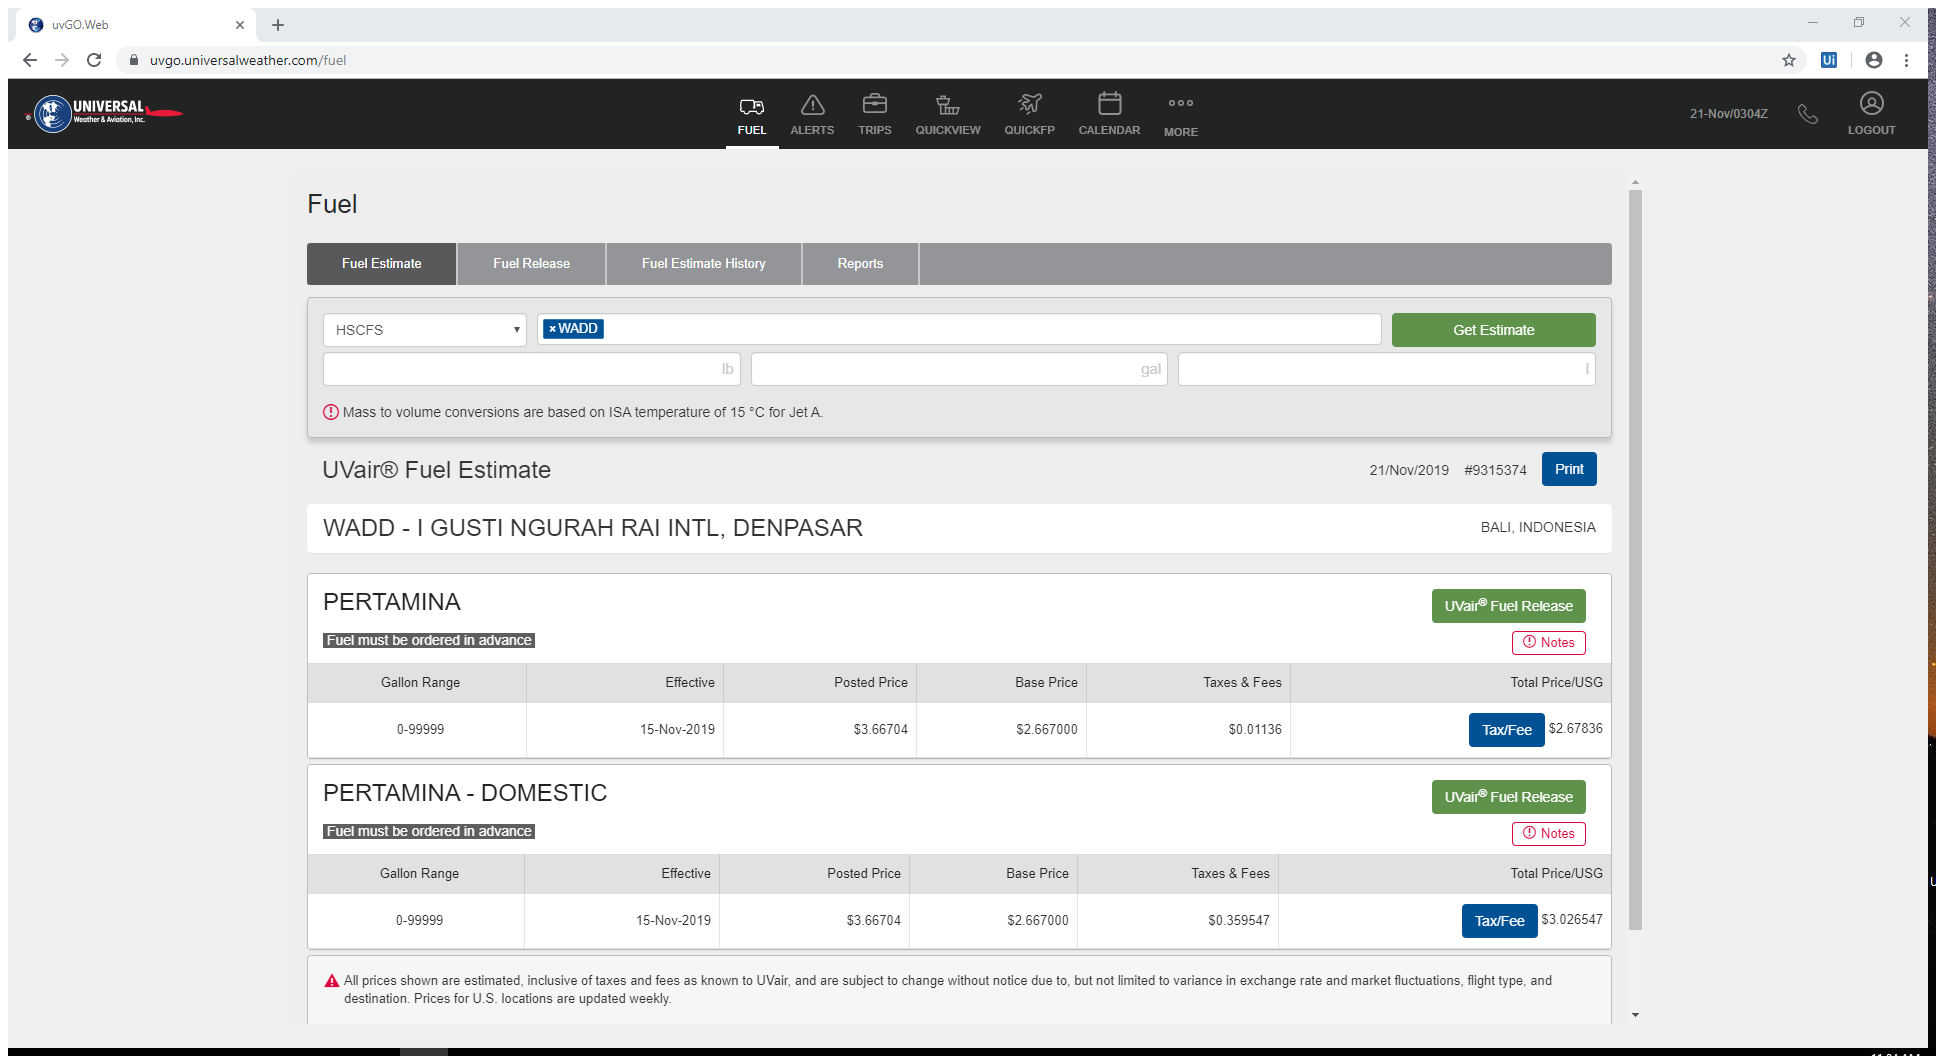 uvGO.Web
uvgo.universalweather.com/fuel
Ui
UNIVERSAL
Weather & Aviation, Inc.
FUEL
ALERTS
TRIPS
QUICKVIEW
QUICKFP
CALENDAR
MORE
21-Nov/0304Z
LOGOUT
Fuel
Fuel Estimate
Fuel Release
Fuel Estimate History
Reports
HSCFS
×WADD
Get Estimate
lb
gal
l
Mass to volume conversions are based on ISA temperature of 15 °C for Jet A.
UVair® Fuel Estimate
21/Nov/2019 #9315374
Print
WADD - I GUSTI NGURAH RAI INTL, DENPASAR
BALI, INDONESIA
PERTAMINA
UVair® Fuel Release
Fuel must be ordered in advance
Notes
Gallon Range Effective Posted Price Base Price Taxes & Fees Total Price/USG
0-99999 15-Nov-2019 $3.66704 $2.667000 $0.01136 Tax/Fee $2.67836
PERTAMINA - DOMESTIC
UVair® Fuel Release
Fuel must be ordered in advance
Notes
Gallon Range Effective Posted Price Base Price Taxes & Fees Total Price/USG
0-99999 15-Nov-2019 $3.66704 $2.667000 $0.359547 Tax/Fee $3.026547
All prices shown are estimated, inclusive of taxes and fees as known to UVair, and are subject to change without notice due to, but not limited to variance in exchange rate and market fluctuations, flight type, and
destination. Prices for U.S. locations are updated weekly.